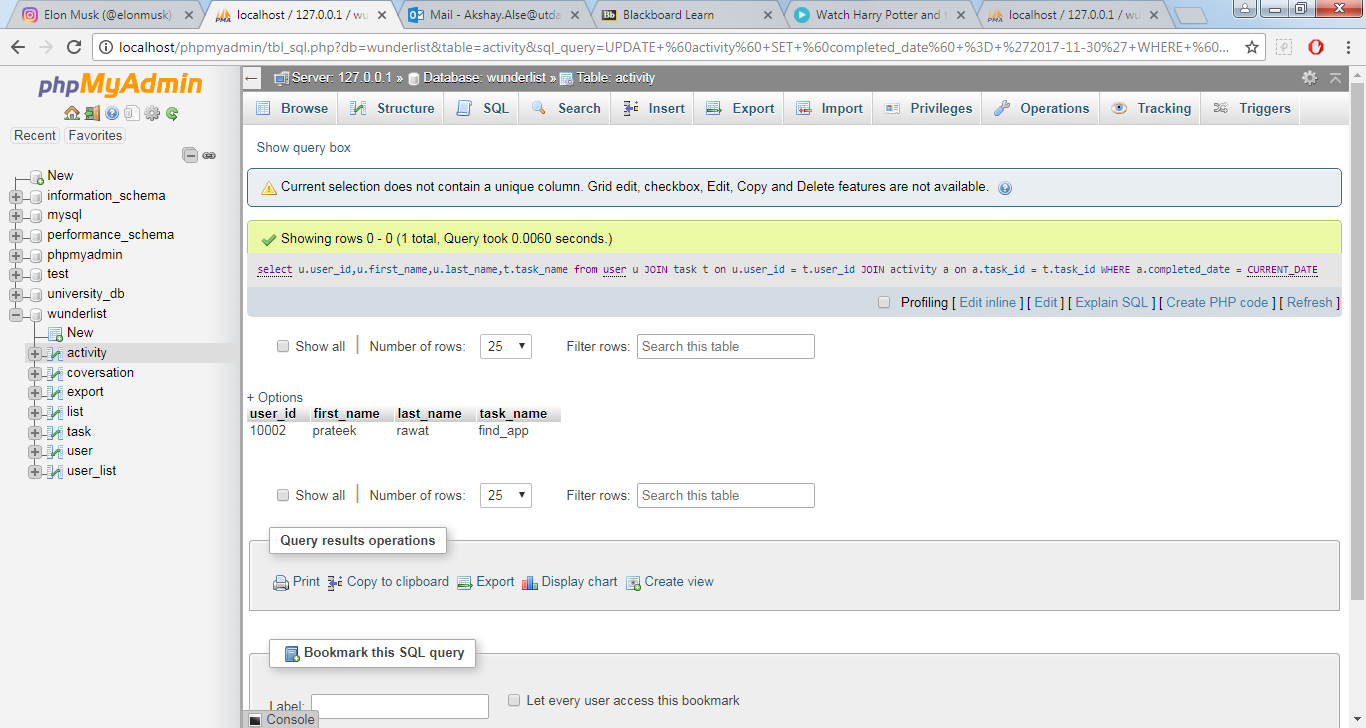 Elon Musk (@elonmusk)
localhost / 127.0.0.1 / wu
Mail - Akshay.Alse@utda
Blackboard Learn
Watch Harry Potter and t
localhost / 127.0.0.1 / wu
localhost/phpmyadmin/tbl_sql.php?db=wunderlist&table=activity&sql_query=UPDATE+%60activity%60+SET+%60completed_date%60+%3D+%272017-11-30%27+WHERE+%60...
phpMyAdmin
Recent Favorites
New
information_schema
mysql
performance_schema
phpmyadmin
test
university_db
wunderlist
New
activity
coversation
export
list
task
user
user_list
Server: 127.0.0.1 » Database: wunderlist » Table: activity
Browse Structure SQL Search Insert Export Import Privileges Operations Tracking Triggers
Show query box
Current selection does not contain a unique column. Grid edit, checkbox, Edit, Copy and Delete features are not available.
Showing rows 0 - 0 (1 total, Query took 0.0060 seconds.)
select u.user_id,u.first_name,u.last_name,t.task_name from user u JOIN task t on u.user_id = t.user_id JOIN activity a on a.task_id = t.task_id WHERE a.completed_date = CURRENT_DATE
Profiling [ Edit inline ] [ Edit ] [ Explain SQL ] [ Create PHP code ] [ Refresh ]
Show all | Number of rows: 25 Filter rows: Search this table
+ Options
user_id first_name last_name task_name
10002 prateek rawat find_app
Show all | Number of rows: 25 Filter rows: Search this table
Query results operations
Print Copy to clipboard Export Display chart Create view
Bookmark this SQL query
Label: Let every user access this bookmark
Console